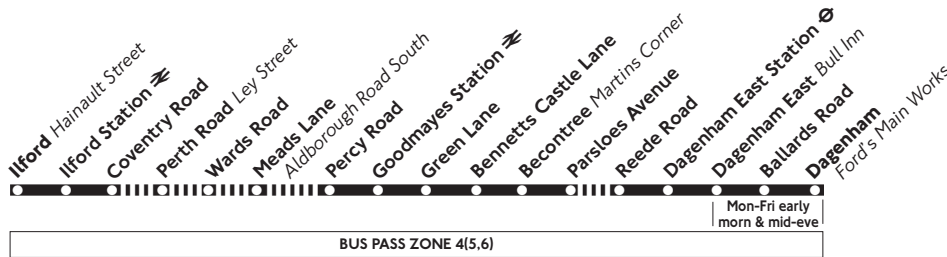 Ilford Hainault Street
Ilford Station
Coventry Road
Perth Road Ley Street
Wards Road
Meads Lane
Aldborough Road South
Percy Road
Goodmayes Station
Green Lane
Bennetts Castle Lane
Becontree Martins Corner
Parsloes Avenue
Reede Road
Dagenham East Station
Dagenham East Bull Inn
Ballards Road
Dagenham
Ford's Main Works
Mon-Fri early
morn & mid-eve
BUS PASS ZONE 4(5,6)